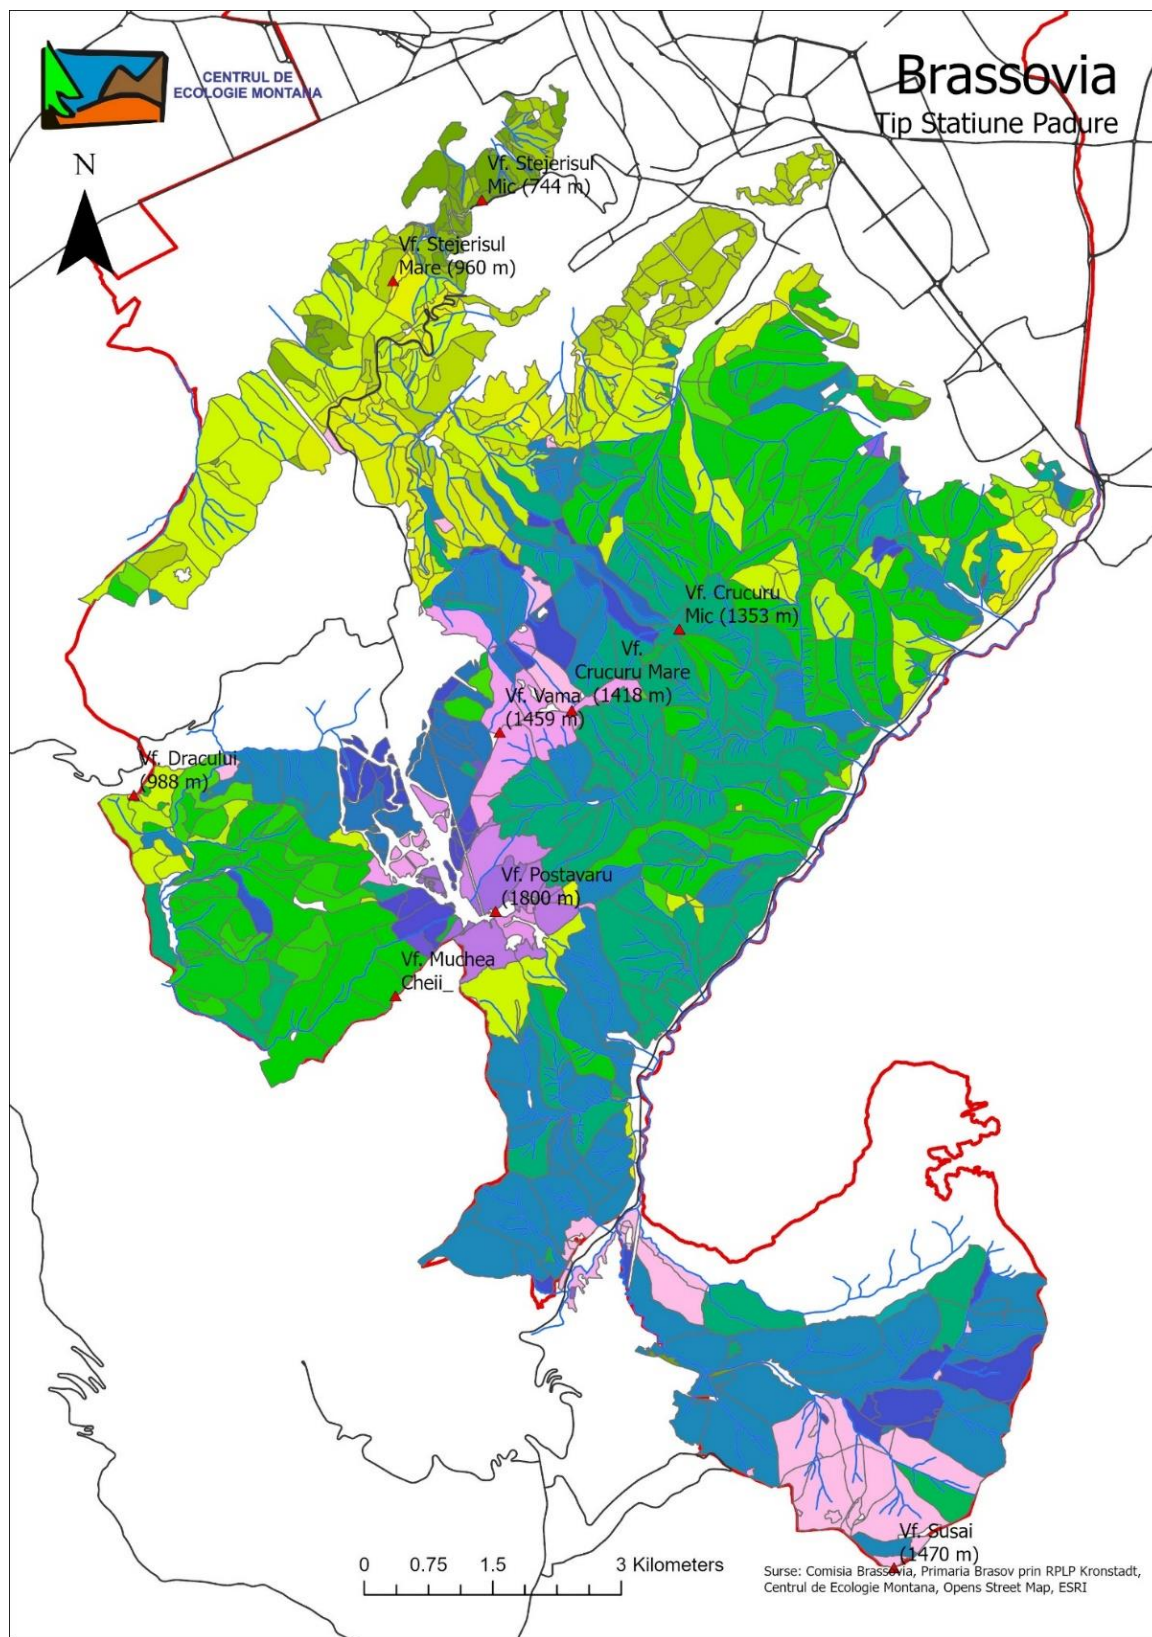 Brassovia
Tip Statiune Padure
CENTRUL DE
ECOLOGIE MONTANA
N
Vf. Stejerisul
Mic (744 m)
Vf. Stejerisul
Mare (960 m)
Vf. Crucuru
Mic (1353 m)
Vf.
Crucuru Mare
(1418 m)
Vf. Vama
(1459 m)
Vf. Dracului
(988 m)
Vf. Postavaru
(1800 m)
Vf. Muchea
Cheii_
Vf. Susai
(1470 m)
0 0.75 1.5 3 Kilometers
Surse: Comisia Brassovia, Primaria Brasov prin RPLP Kronstadt,
Centrul de Ecologie Montana, Opens Street Map, ESRI